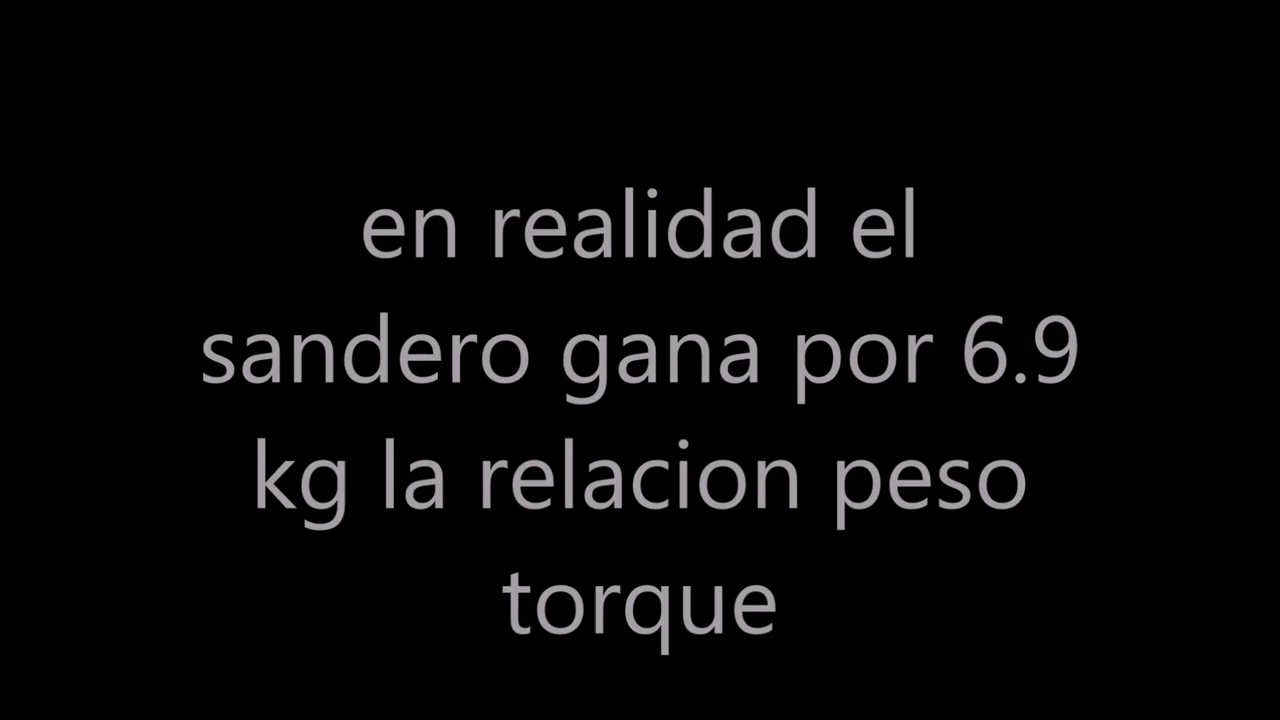 en realidad el
sandero gana por 6.9
kg la relacion peso
torque